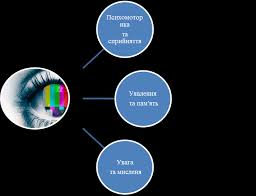 Психомотор
ика
та
сприйняття
Уявлення
та пам'ять
Увага
та мислення